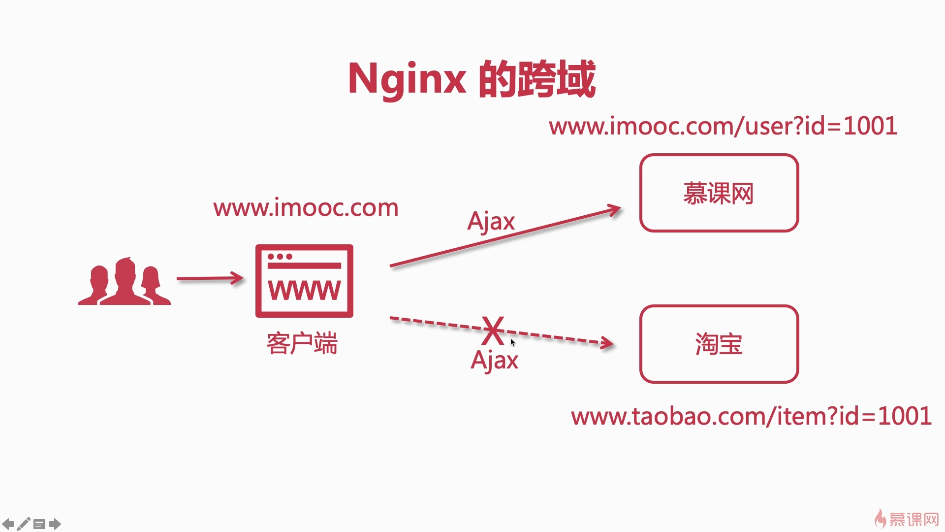 Nginx 的跨域
www.imooc.com/user?id=1001
慕课网
www.imooc.com
Ajax
WWW
客户端
X
Ajax
淘宝
www.taobao.com/item?id=1001
慕课网